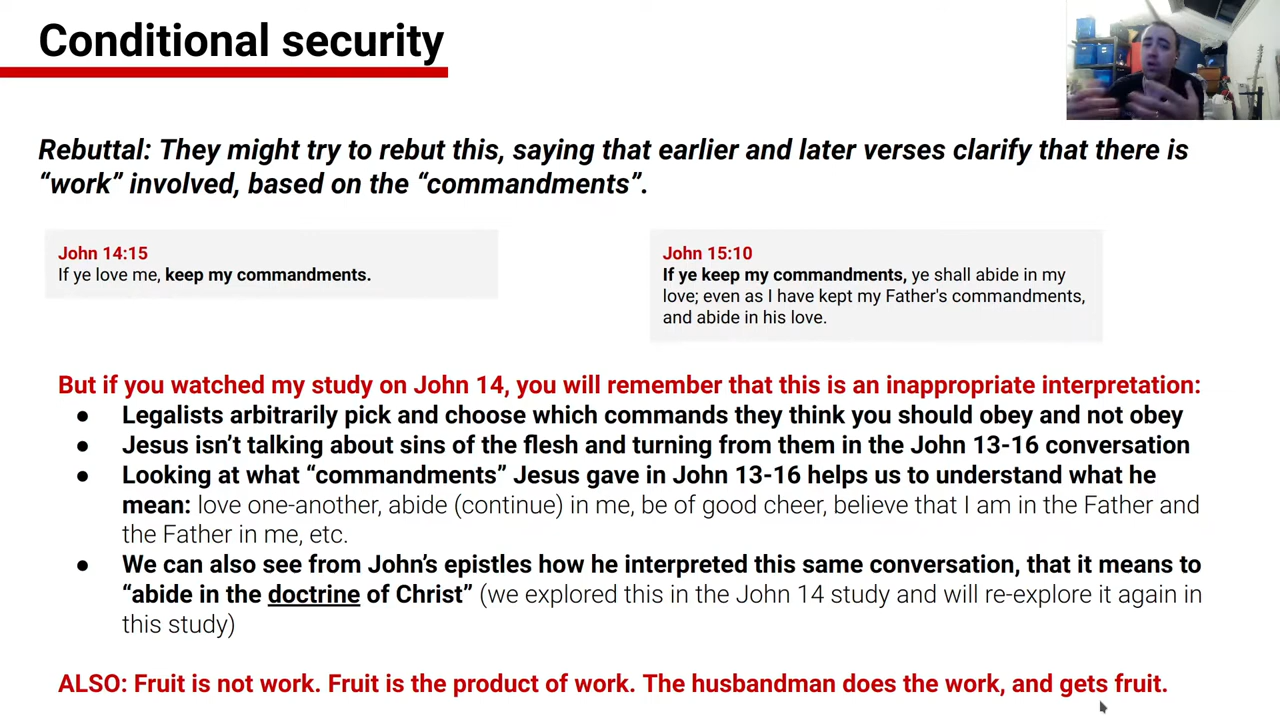 Conditional security
Rebuttal: They might try to rebut this, saying that earlier and later verses clarify that there is
“work” involved, based on the “commandments”.
John 14:15
If ye love me, keep my commandments.
John 15:10
If ye keep my commandments, ye shall abide in my
love; even as I have kept my Father's commandments,
and abide in his love.
But if you watched my study on John 14, you will remember that this is an inappropriate interpretation:
● Legalists arbitrarily pick and choose which commands they think you should obey and not obey
● Jesus isn’t talking about sins of the flesh and turning from them in the John 13-16 conversation
● Looking at what “commandments” Jesus gave in John 13-16 helps us to understand what he
mean: love one-another, abide (continue) in me, be of good cheer, believe that I am in the Father and
the Father in me, etc.
● We can also see from John’s epistles how he interpreted this same conversation, that it means to
“abide in the doctrine of Christ” (we explored this in the John 14 study and will re-explore it again in
this study)
ALSO: Fruit is not work. Fruit is the product of work. The husbandman does the work, and gets fruit.